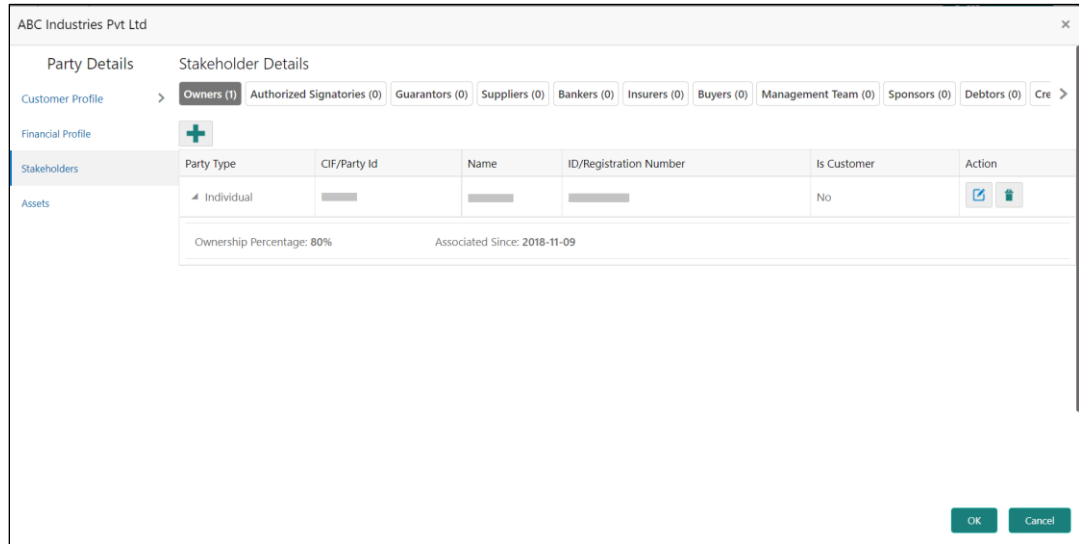 ABC Industries Pvt Ltd
Party Details
Customer Profile
Financial Profile
Stakeholders
Assets
Stakeholder Details
Owners (1) Authorized Signatories (0) Guarantors (0) Suppliers (0) Bankers (0) Insurers (0) Buyers (0) Management Team (0) Sponsors (0) Debtors (0) Cre
Party Type CIF/Party Id Name ID/Registration Number Is Customer Action
Individual No
Ownership Percentage: 80% Associated Since: 2018-11-09
OK Cancel